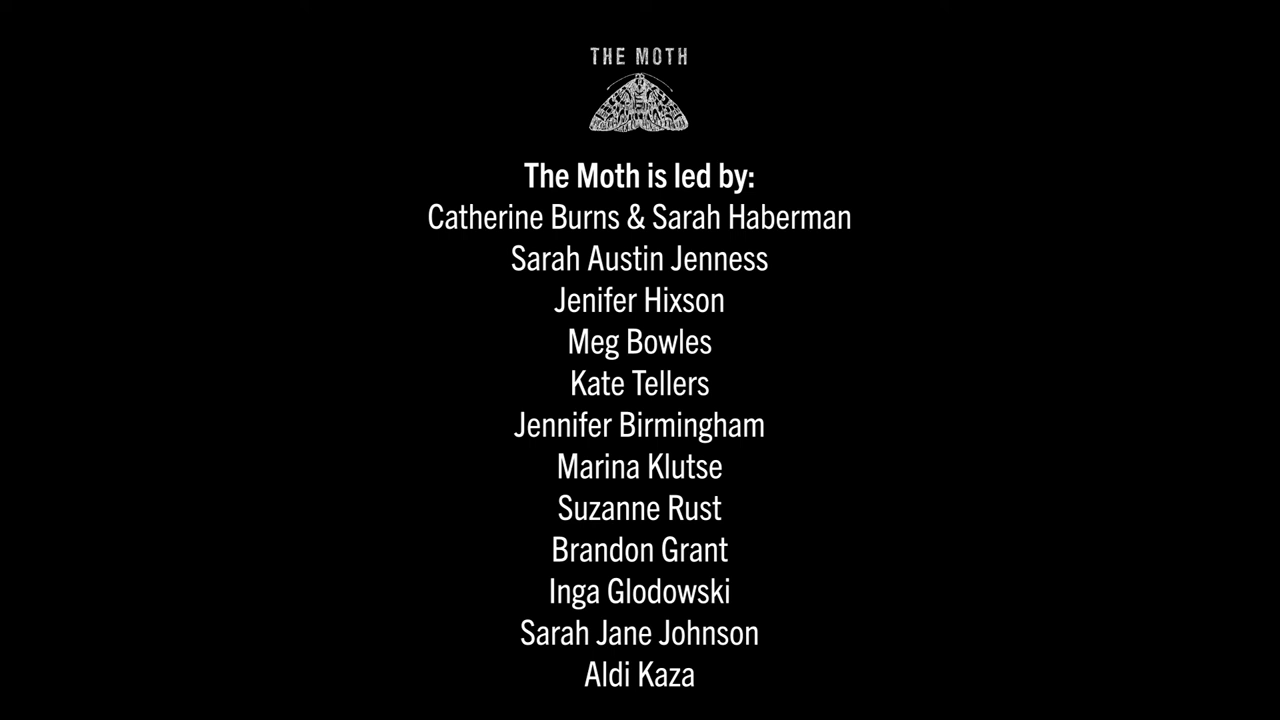 THE MOTH
The Moth is led by:
Catherine Burns & Sarah Haberman
Sarah Austin Jenness
Jenifer Hixson
Meg Bowles
Kate Tellers
Jennifer Birmingham
Marina Klutse
Suzanne Rust
Brandon Grant
Inga Glodowski
Sarah Jane Johnson
Aldi Kaza